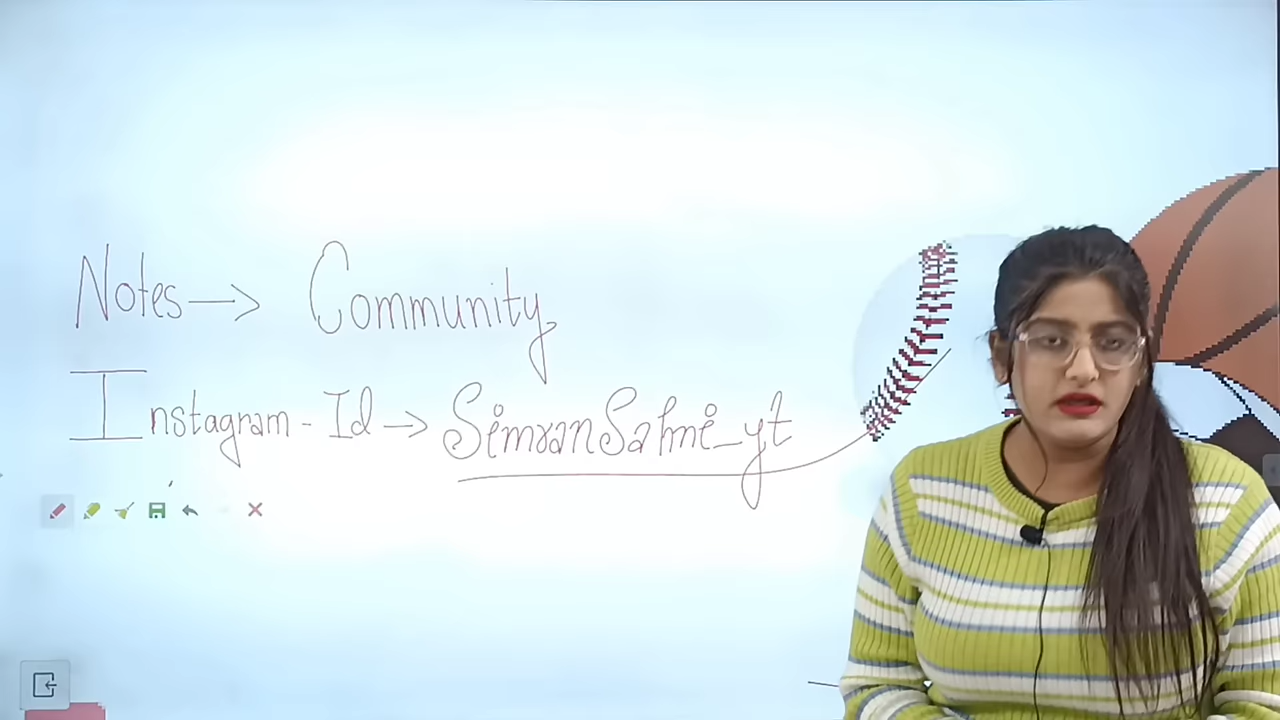 Notes → Community
Instagram - Id → SimranSahni_yt